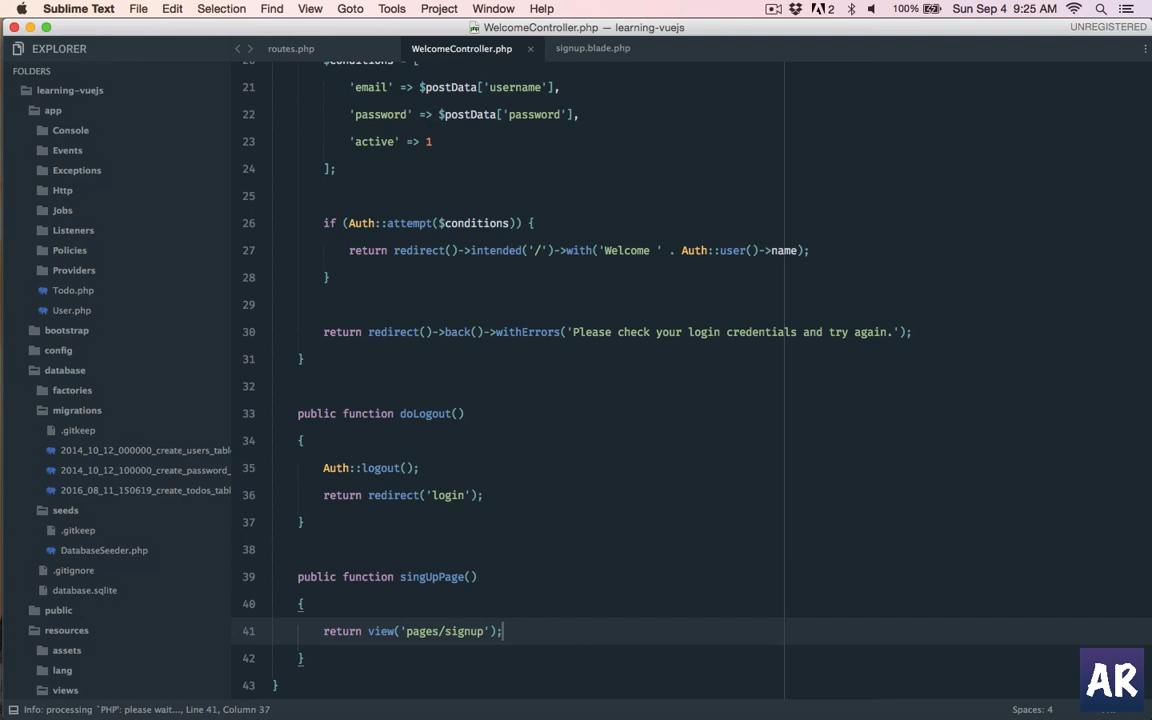 Sublime Text File Edit Selection Find View Goto Tools Project Window Help 2 100% Sun Sep 4 9:25 AM
WelcomeController.php — learning-vuejs UNREGISTERED
EXPLORER
routes.php WelcomeController.php × signup.blade.php
FOLDERS
learning-vuejs
app
Console
Events
Exceptions
Http
Jobs
Listeners
Policies
Providers
Todo.php
User.php
bootstrap
config
database
factories
migrations
.gitkeep
2014_10_12_000000_create_users_tabl
2014_10_12_100000_create_password_
2016_08_11_150619_create_todos_tabl
seeds
.gitkeep
DatabaseSeeder.php
.gitignore
database.sqlite
public
resources
assets
lang
views
20 $conditions = [
21 'email' => $postData['username'],
22 'password' => $postData['password'],
23 'active' => 1
24 ];
25
26 if (Auth::attempt($conditions)) {
27 return redirect()->intended('/')->with('Welcome ' . Auth::user()->name);
28 }
29
30 return redirect()->back()->withErrors('Please check your login credentials and try again.');
31 }
32
33 public function doLogout()
34 {
35 Auth::logout();
36 return redirect('login');
37 }
38
39 public function singUpPage()
40 {
41 return view('pages/signup');
42 }
43 }
AR
Info: processing `PHP`: please wait..., Line 41, Column 37 Spaces: 4